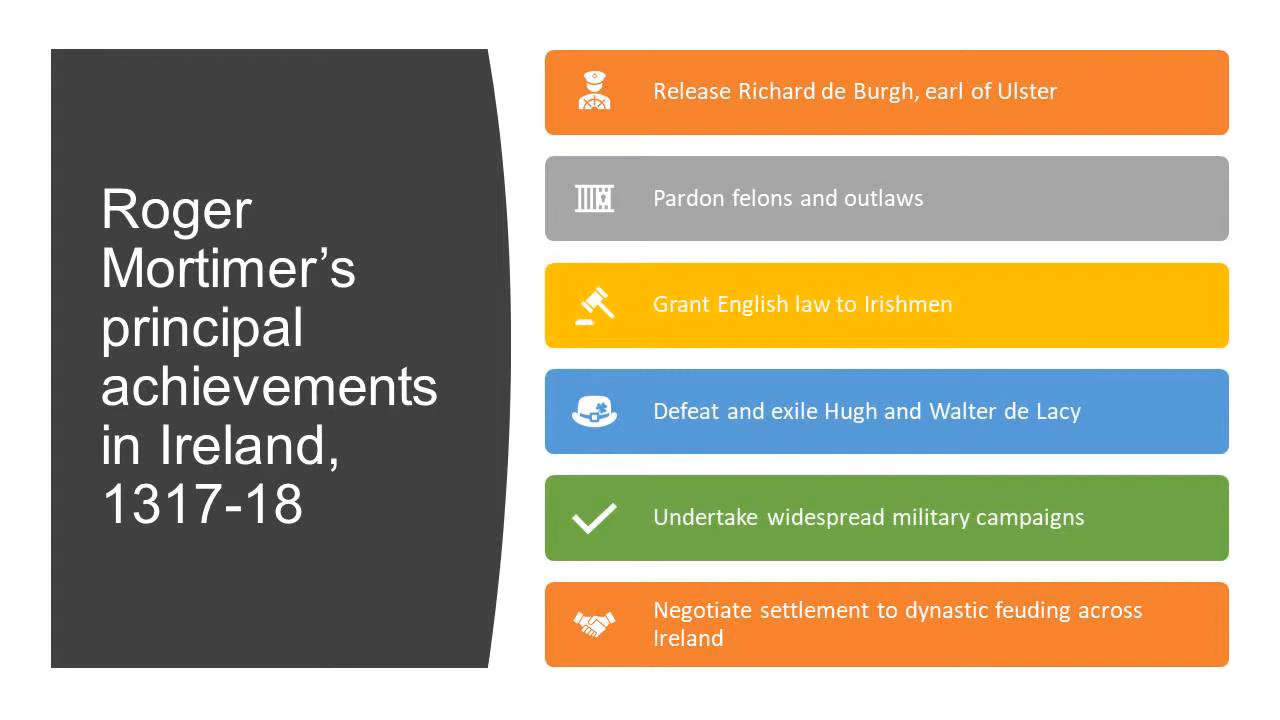 Roger
Mortimer’s
principal
achievements
in Ireland,
1317-18
Release Richard de Burgh, earl of Ulster
Pardon felons and outlaws
Grant English law to Irishmen
Defeat and exile Hugh and Walter de Lacy
Undertake widespread military campaigns
Negotiate settlement to dynastic feuding across
Ireland